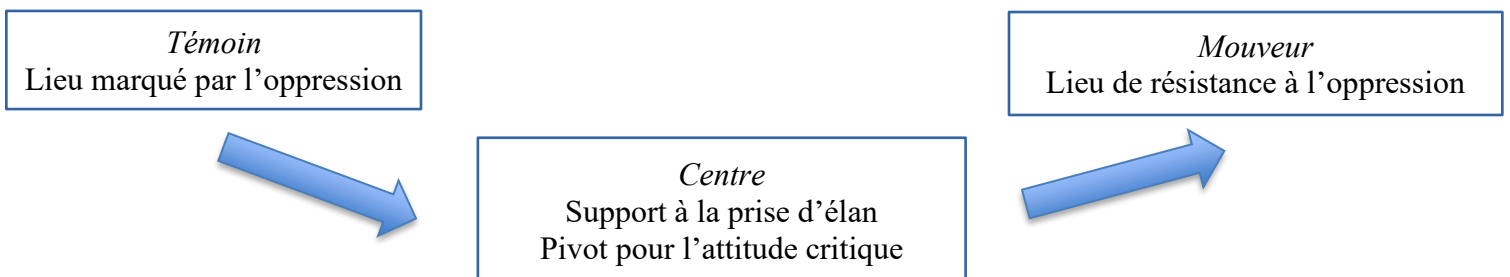 Témoin
Lieu marqué par l’oppression
Centre
Support à la prise d’élan
Pivot pour l’attitude critique
Mouveur
Lieu de résistance à l’oppression